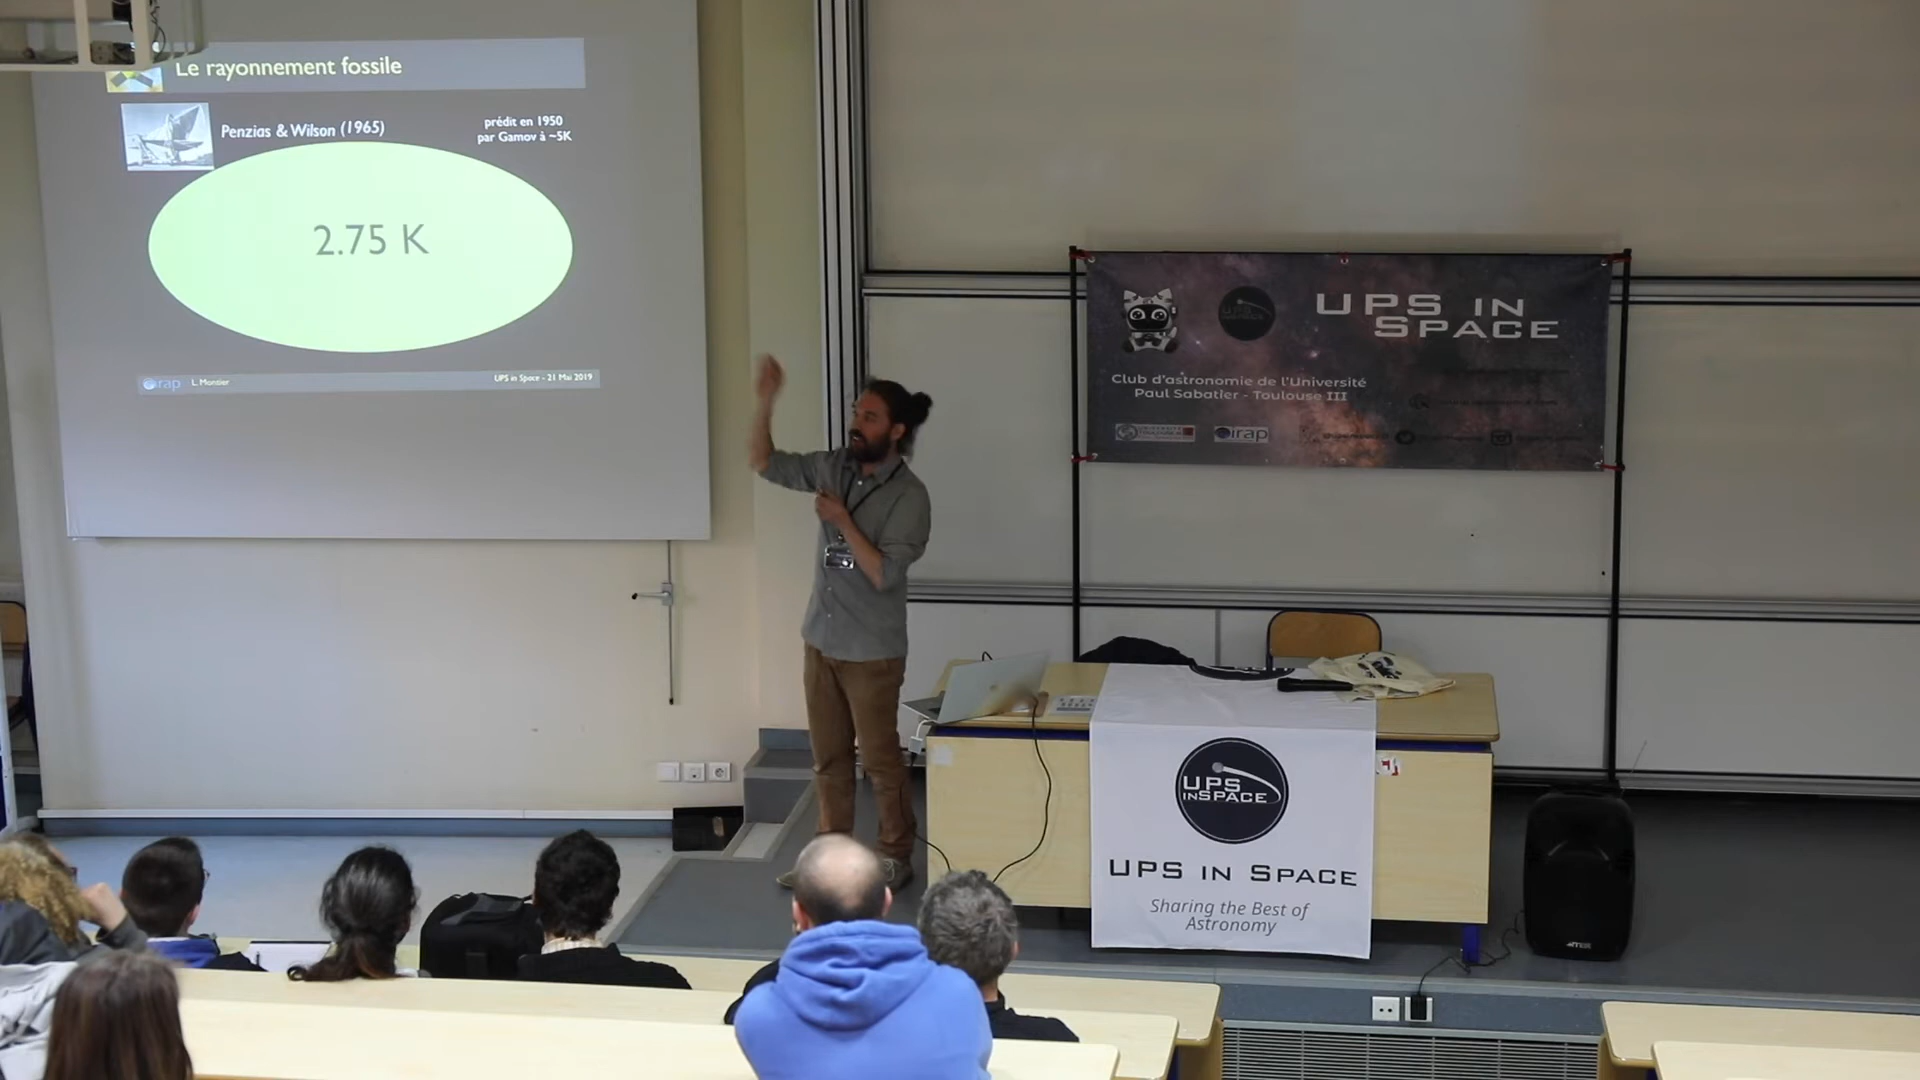 Le rayonnement fossile
Penzias & Wilson (1965)
prédit en 1950
par Gamov à ~5K
2.75 K
irap
L. Montier
UPS in Space - 21 Mai 2019
UPS IN
SPACE
Club d'astronomie de l'Université
Paul Sabatier - Toulouse III
irap
UPS
INSPACE
UPS IN SPACE
Sharing the Best of
Astronomy